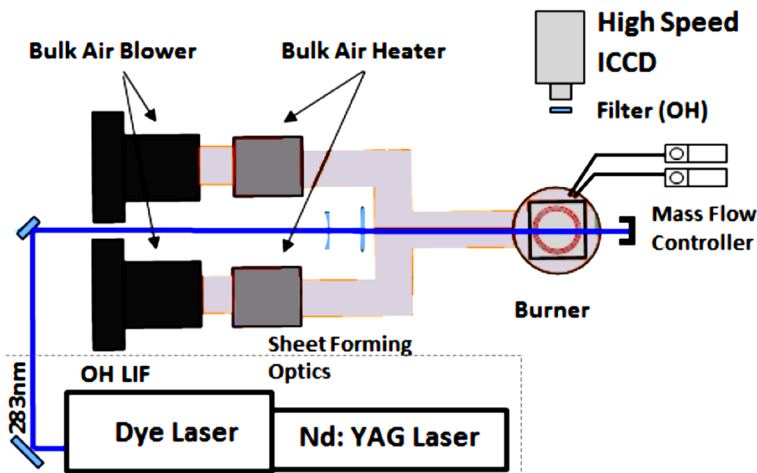 Bulk Air Blower
Bulk Air Heater
High Speed
ICCD
Filter (OH)
Mass Flow
Controller
Burner
Sheet Forming
Optics
283nm
OH LIF
Dye Laser
Nd: YAG Laser